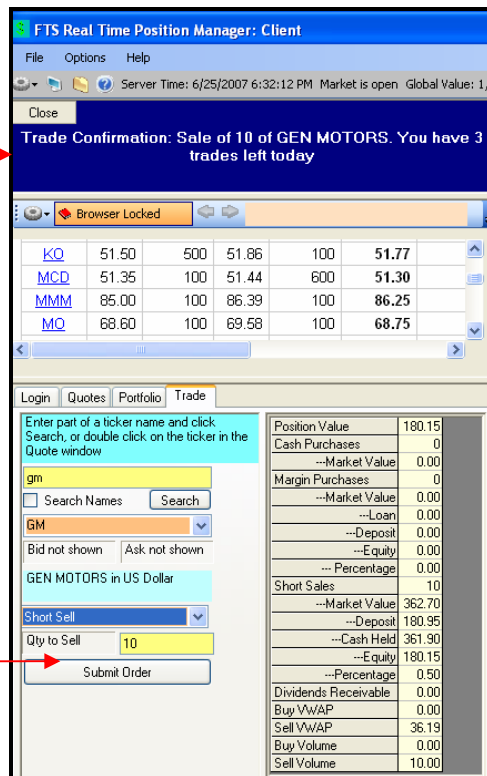 FTS Real Time Position Manager: Client
File Options Help
Server Time: 6/25/2007 6:32:12 PM Market is open Global Value: 1,
Close
Trade Confirmation: Sale of 10 of GEN MOTORS. You have 3
trades left today
Browser Locked
KO 51.50 500 51.86 100 51.77
MCD 51.35 100 51.44 600 51.30
MMM 85.00 100 86.39 100 86.25
MO 68.60 100 69.58 100 68.75
Login Quotes Portfolio Trade
Enter part of a ticker name and click
Search, or double click on the ticker in the
Quote window
gm
Search Names Search
GM
Bid not shown Ask not shown
GEN MOTORS in US Dollar
Short Sell
Qty to Sell 10
Submit Order
Position Value 180.15
Cash Purchases 0
---Market Value 0.00
Margin Purchases 0
---Market Value 0.00
---Loan 0.00
---Deposit 0.00
---Equity 0.00
--- Percentage 0.00
Short Sales 10
---Market Value 362.70
---Deposit 180.95
---Cash Held 361.90
---Equity 180.15
---Percentage 0.50
Dividends Receivable 0.00
Buy VWAP 0.00
Sell VWAP 36.19
Buy Volume 0.00
Sell Volume 10.00